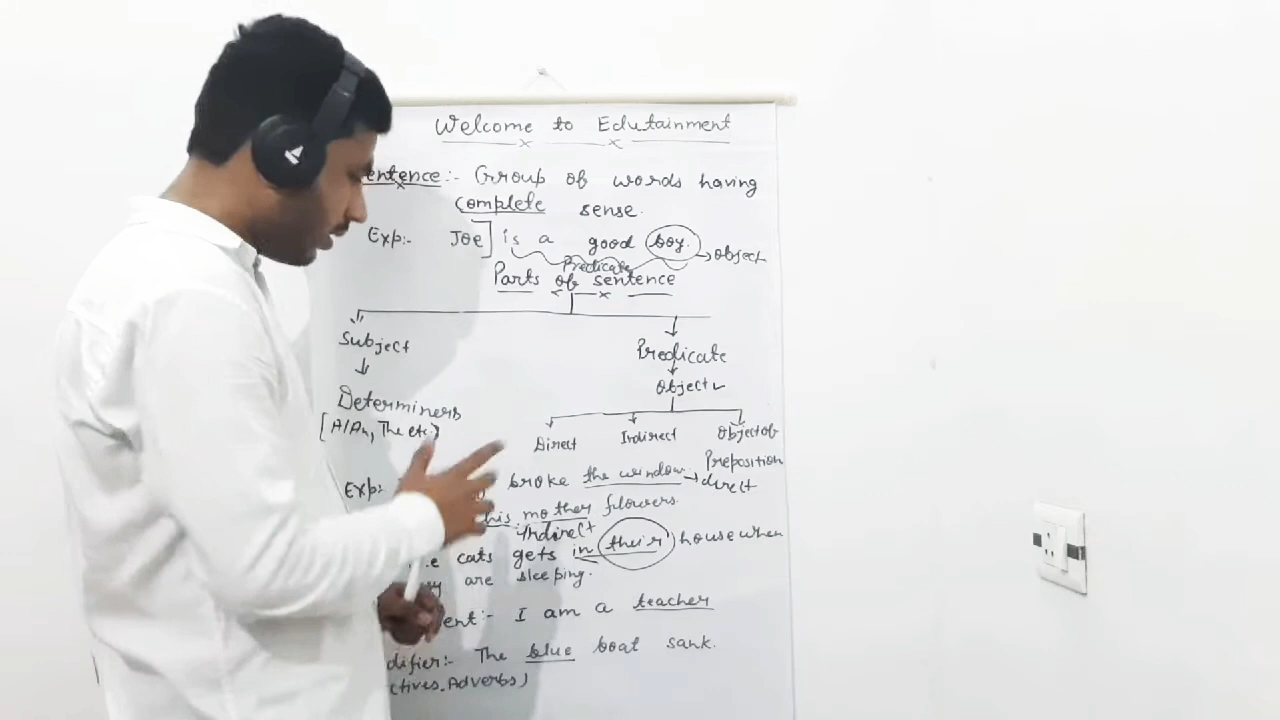 Welcome to Edutainment
entence:- Group of words having
complete sense.
Exp:- Joe] is a good boy. →object
Predicate
Parts of sentence
Subject
Predicate
Object
Determiners
[A/An, The etc.]
Direct Indirect Object of
Preposition
Exp:- broke the window → direct
his mother flowers.
Indirect
cats gets in their house when
are sleeping.
ent:- I am a teacher
difier:- The blue boat sank.
ctives, Adverbs)